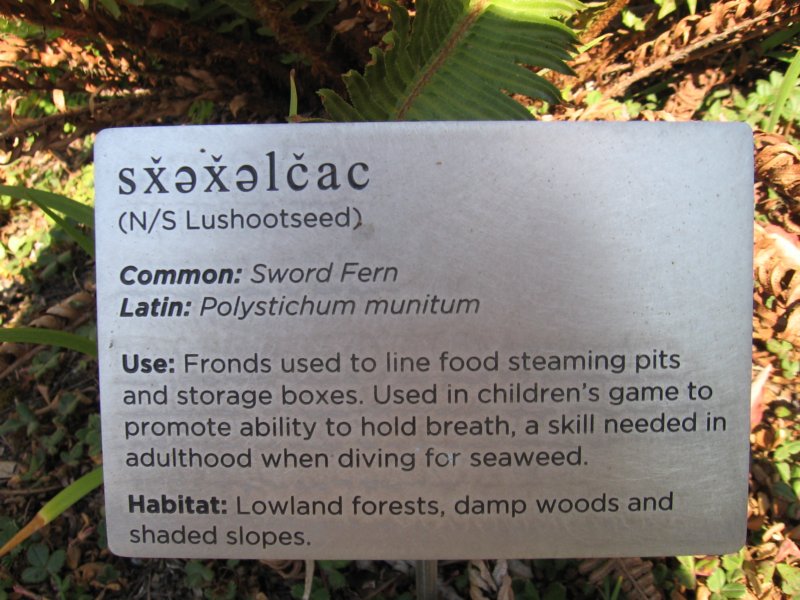 sx̌əx̌əlčac
(N/S Lushootseed)
Common: Sword Fern
Latin: Polystichum munitum
Use: Fronds used to line food steaming pits
and storage boxes. Used in children’s game to
promote ability to hold breath, a skill needed in
adulthood when diving for seaweed.
Habitat: Lowland forests, damp woods and
shaded slopes.